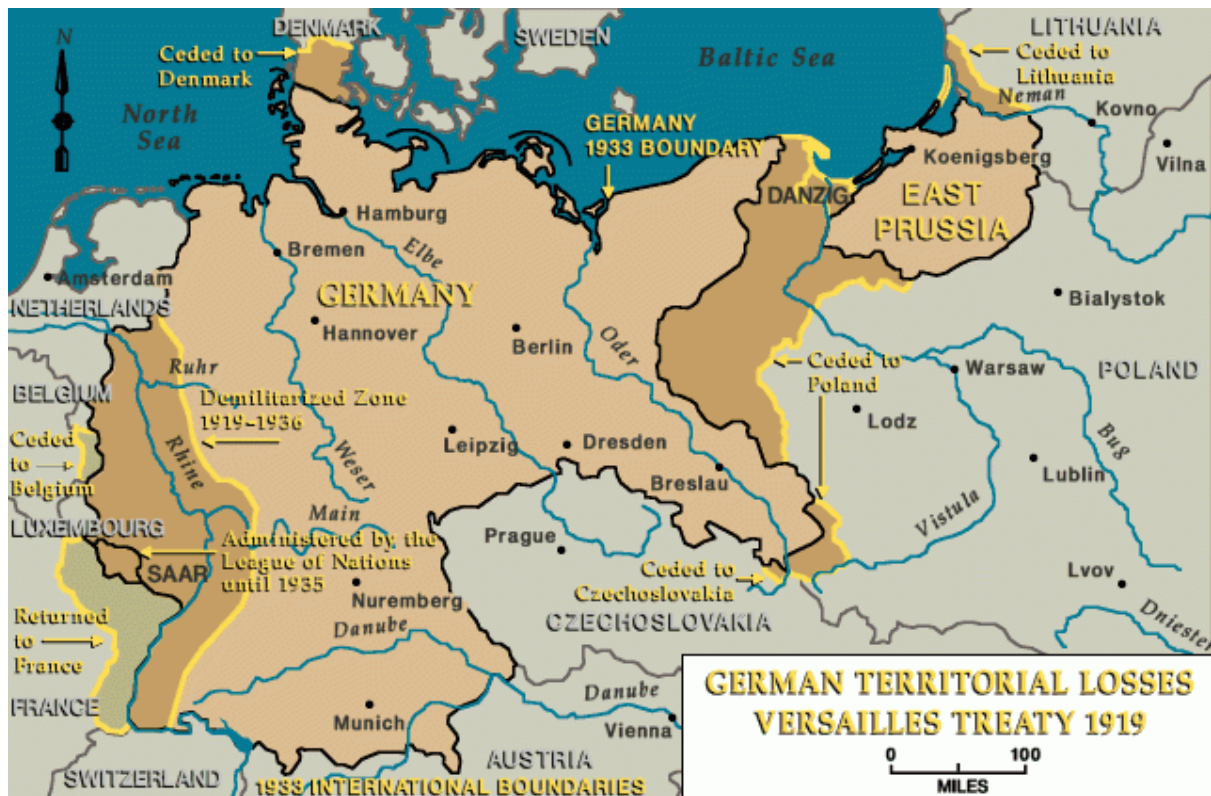 DENMARK
SWEDEN
LITHUANIA
N
Ceded to
Denmark
Baltic Sea
Ceded to
Lithuania
Neman
North
Sea
Kovno
GERMANY
1933 BOUNDARY
Koenigsberg
Vilna
DANZIG
EAST
PRUSSIA
Hamburg
Bremen
Elbe
Amsterdam
NETHERLANDS
GERMANY
Bialystok
Hannover
Berlin
Oder
Ruhr
Ceded to
Poland
Warsaw
POLAND
BELGIUM
Demilitarized Zone
1919-1936
Lodz
Rhine
Weser
Leipzig
Dresden
Bug
Ceded
to
Belgium
Breslau
Lublin
Main
Vistula
LUXEMBOURG
Administered by the
League of Nations
until 1935
SAAR
Prague
Ceded to
Czechoslovakia
Lvov
Nuremberg
Returned
to
France
Danube
CZECHOSLOVAKIA
Dniester
FRANCE
Munich
Danube
Vienna
GERMAN TERRITORIAL LOSSES
VERSAILLES TREATY 1919
0 100
MILES
SWITZERLAND
AUSTRIA
1933 INTERNATIONAL BOUNDARIES